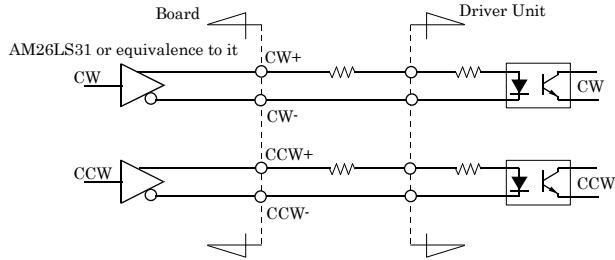 Board
Driver Unit
AM26LS31 or equivalence to it
CW
CW+
CW
CW-
CCW
CCW+
CCW
CCW-